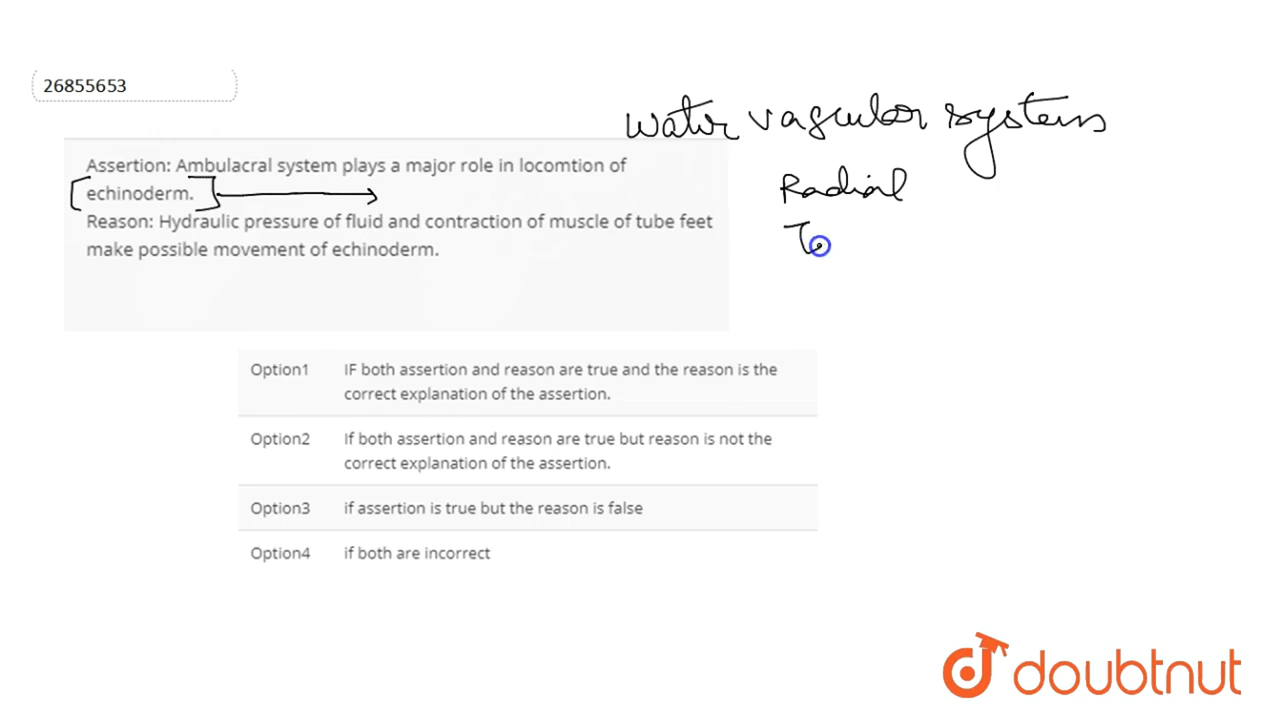 26855653
water vascular system
Assertion: Ambulacral system plays a major role in locomtion of
echinoderm.
Radial
Reason: Hydraulic pressure of fluid and contraction of muscle of tube feet
make possible movement of echinoderm.
T
Option1 IF both assertion and reason are true and the reason is the
correct explanation of the assertion.
Option2 If both assertion and reason are true but reason is not the
correct explanation of the assertion.
Option3 if assertion is true but the reason is false
Option4 if both are incorrect
doubtnut